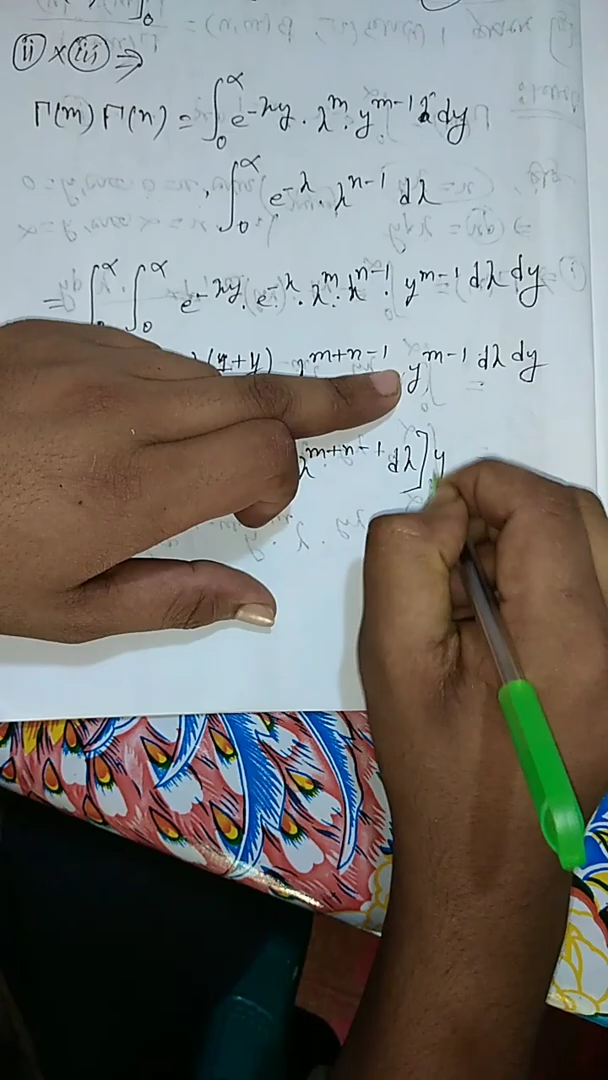 (ii) × (iii) ⇒
Γ(m) Γ(n) = ∫₀^α e^-λy · λ^m · y^m-1 dy
· ∫₀^α e^-λ · λ^n-1 dλ
= ∫₀^α ∫₀^α e^-λy · e^-λ · λ^m · λ^n-1 · y^m-1 dλ dy
(y+1) λ^m+n-1 · y^m-1 dλ dy
λ^m+n-1 dλ] y